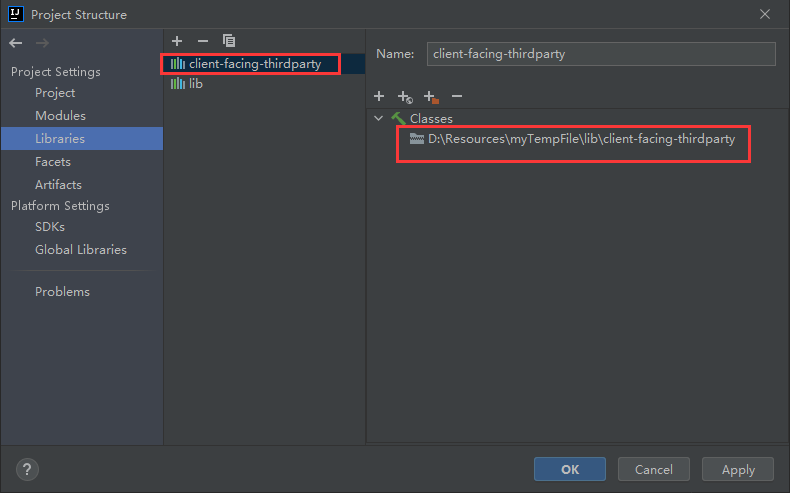 IJ Project Structure
Project Settings
Project
Modules
Libraries
Facets
Artifacts
Platform Settings
SDKs
Global Libraries
Problems
client-facing-thirdparty
lib
Name: client-facing-thirdparty
Classes
D:\Resources\myTempFile\lib\client-facing-thirdparty
?
OK
Cancel
Apply